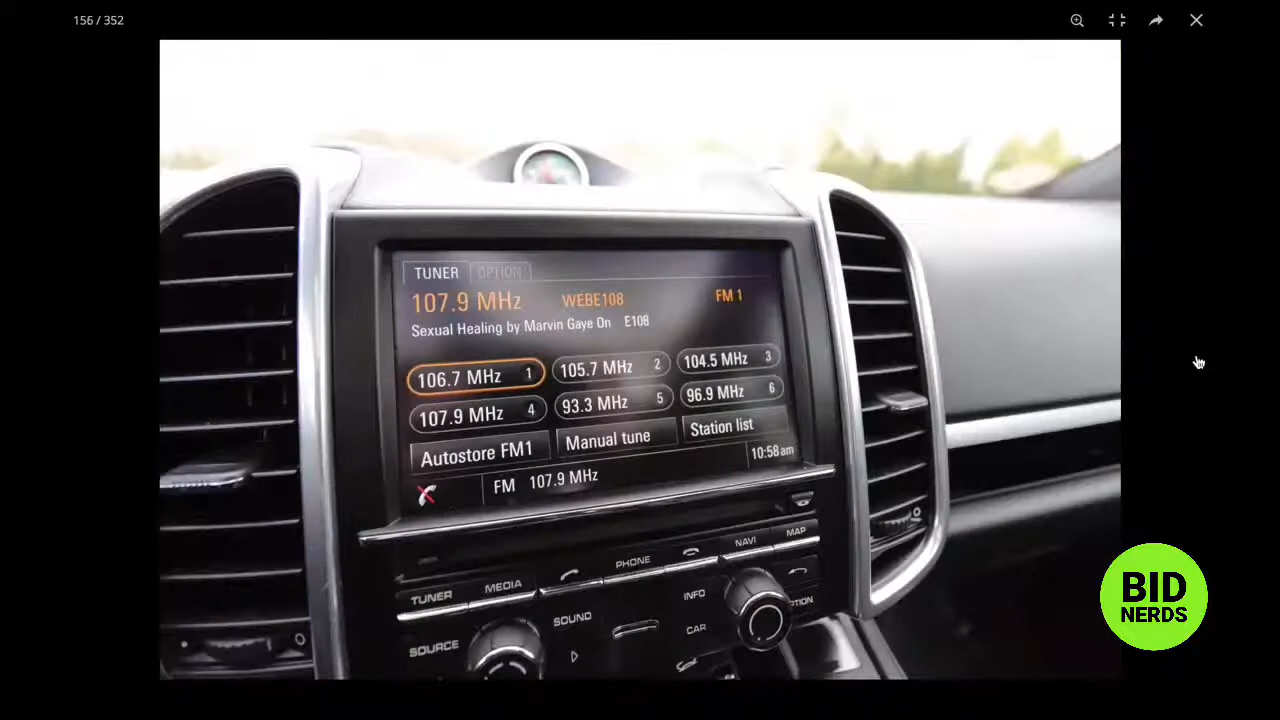 156 / 352
TUNER OPTION
107.9 MHz WEBE108 FM 1
Sexual Healing by Marvin Gaye On E108
106.7 MHz 1 105.7 MHz 2 104.5 MHz 3
107.9 MHz 4 93.3 MHz 5 96.9 MHz 6
Autostore FM1 Manual tune Station list
10:58am
FM 107.9 MHz
TUNER MEDIA PHONE NAVI MAP
SOURCE SOUND INFO CAR OPTION
BID
NERDS